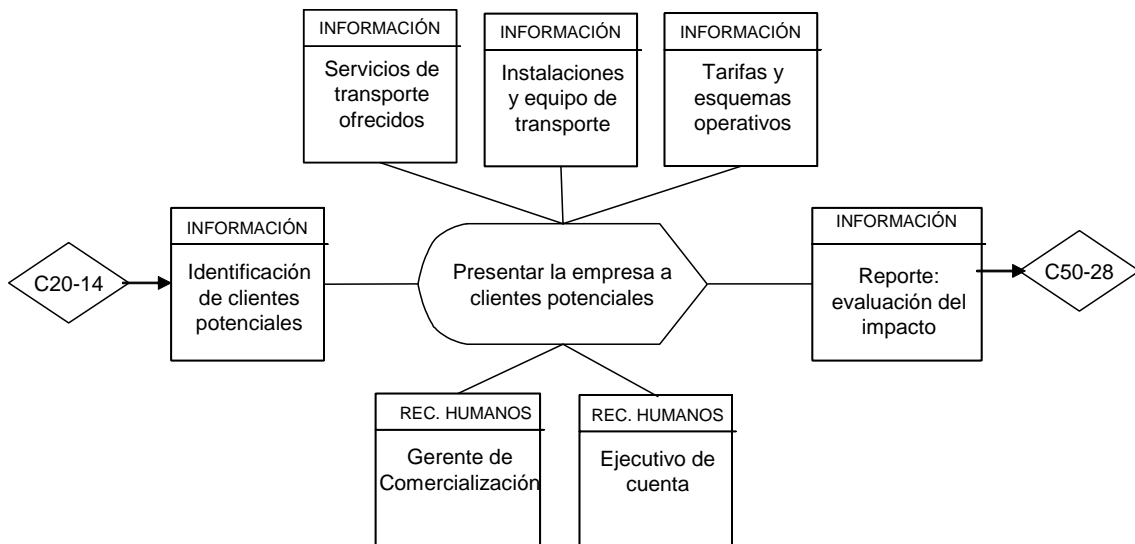 INFORMACIÓN
Servicios de
transporte
ofrecidos
INFORMACIÓN
Instalaciones
y equipo de
transporte
INFORMACIÓN
Tarifas y
esquemas
operativos
C20-14
INFORMACIÓN
Identificación
de clientes
potenciales
Presentar la empresa a
clientes potenciales
INFORMACIÓN
Reporte:
evaluación del
impacto
C50-28
REC. HUMANOS
Gerente de
Comercialización
REC. HUMANOS
Ejecutivo de
cuenta